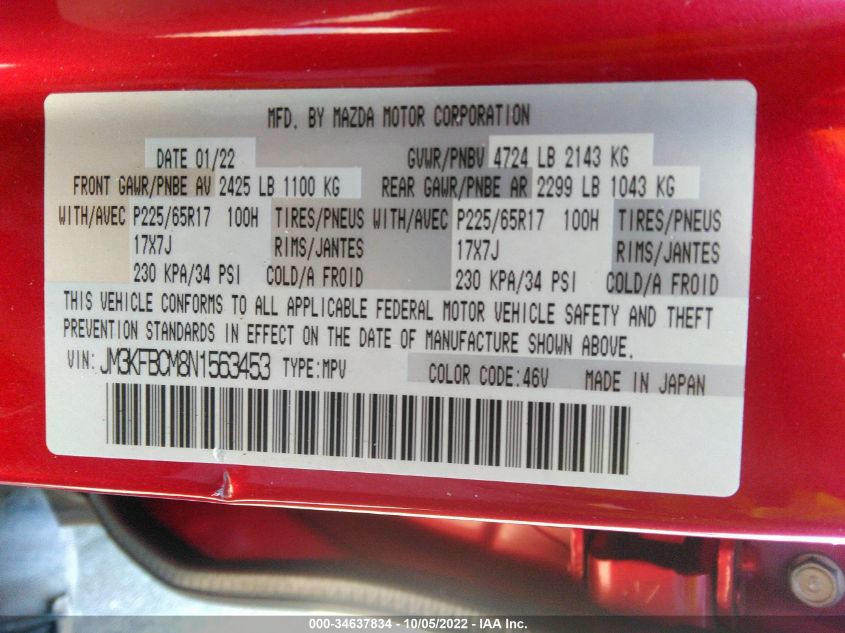 MFD. BY MAZDA MOTOR CORPORATION
DATE 01/22 GVWR/PNBV 4724 LB 2143 KG
FRONT GAWR/PNBE AV 2425 LB 1100 KG REAR GAWR/PNBE AR 2299 LB 1043 KG
WITH/AVEC P225/65R17 100H TIRES/PNEUS WITH/AVEC P225/65R17 100H TIRES/PNEUS
17X7J RIMS/JANTES 17X7J RIMS/JANTES
230 KPA/34 PSI COLD/A FROID 230 KPA/34 PSI COLD/A FROID
THIS VEHICLE CONFORMS TO ALL APPLICABLE FEDERAL MOTOR VEHICLE SAFETY AND THEFT
PREVENTION STANDARDS IN EFFECT ON THE DATE OF MANUFACTURE SHOWN ABOVE.
VIN: JM3KFBCM8N1563453 TYPE:MPV COLOR CODE:46V MADE IN JAPAN
000-34637834 - 10/05/2022 - IAA Inc.